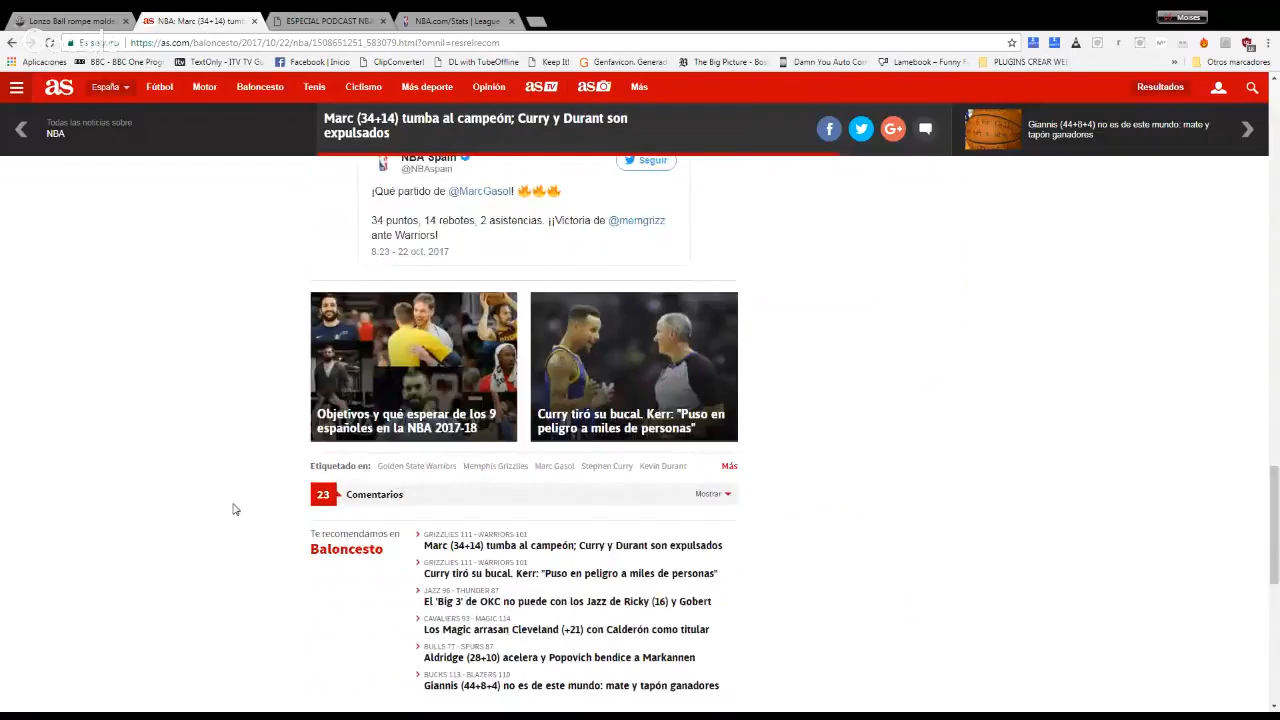 Lonzo Ball rompe molde
NBA: Marc (34+14) tumb
ESPECIAL PODCAST NBA
NBA.com/Stats | League
Moises
Es seguro
https://as.com/baloncesto/2017/10/22/nba/1508651251_583079.html?omnil=resrelrecom
Aplicaciones
BBC - BBC One Prog
TextOnly - ITV TV Gu
Facebook | Inicio
ClipConverter!
DL with TubeOffline
Keep It!
Genfavicon. Generad
The Big Picture - Bos
Damn You Auto Com
Lamebook – Funny F
PLUGINS CREAR WE
Otros marcadores
as
España
Fútbol
Motor
Baloncesto
Tenis
Ciclismo
Más deporte
Opinión
as TV
as
Más
Resultados
Todas las noticias sobre
NBA
Marc (34+14) tumba al campeón; Curry y Durant son
expulsados
Giannis (44+8+4) no es de este mundo: mate y
tapón ganadores
NBA Spain
@NBAspain
Seguir
¡Qué partido de @MarcGasol!
34 puntos, 14 rebotes, 2 asistencias. ¡¡Victoria de @memgrizz
ante Warriors!
8:23 - 22 oct. 2017
Objetivos y qué esperar de los 9
españoles en la NBA 2017-18
Curry tiró su bucal. Kerr: "Puso en
peligro a miles de personas"
Etiquetado en:
Golden State Warriors
Memphis Grizzlies
Marc Gasol
Stephen Curry
Kevin Durant
Más
23
Comentarios
Mostrar
Te recomendamos en
Baloncesto
GRIZZLIES 111 - WARRIORS 101
Marc (34+14) tumba al campeón; Curry y Durant son expulsados
GRIZZLIES 111 - WARRIORS 101
Curry tiró su bucal. Kerr: "Puso en peligro a miles de personas"
JAZZ 96 - THUNDER 87
El 'Big 3' de OKC no puede con los Jazz de Ricky (16) y Gobert
CAVALIERS 93 - MAGIC 114
Los Magic arrasan Cleveland (+21) con Calderón como titular
BULLS 77 - SPURS 87
Aldridge (28+10) acelera y Popovich bendice a Markannen
BUCKS 113 - BLAZERS 110
Giannis (44+8+4) no es de este mundo: mate y tapón ganadores